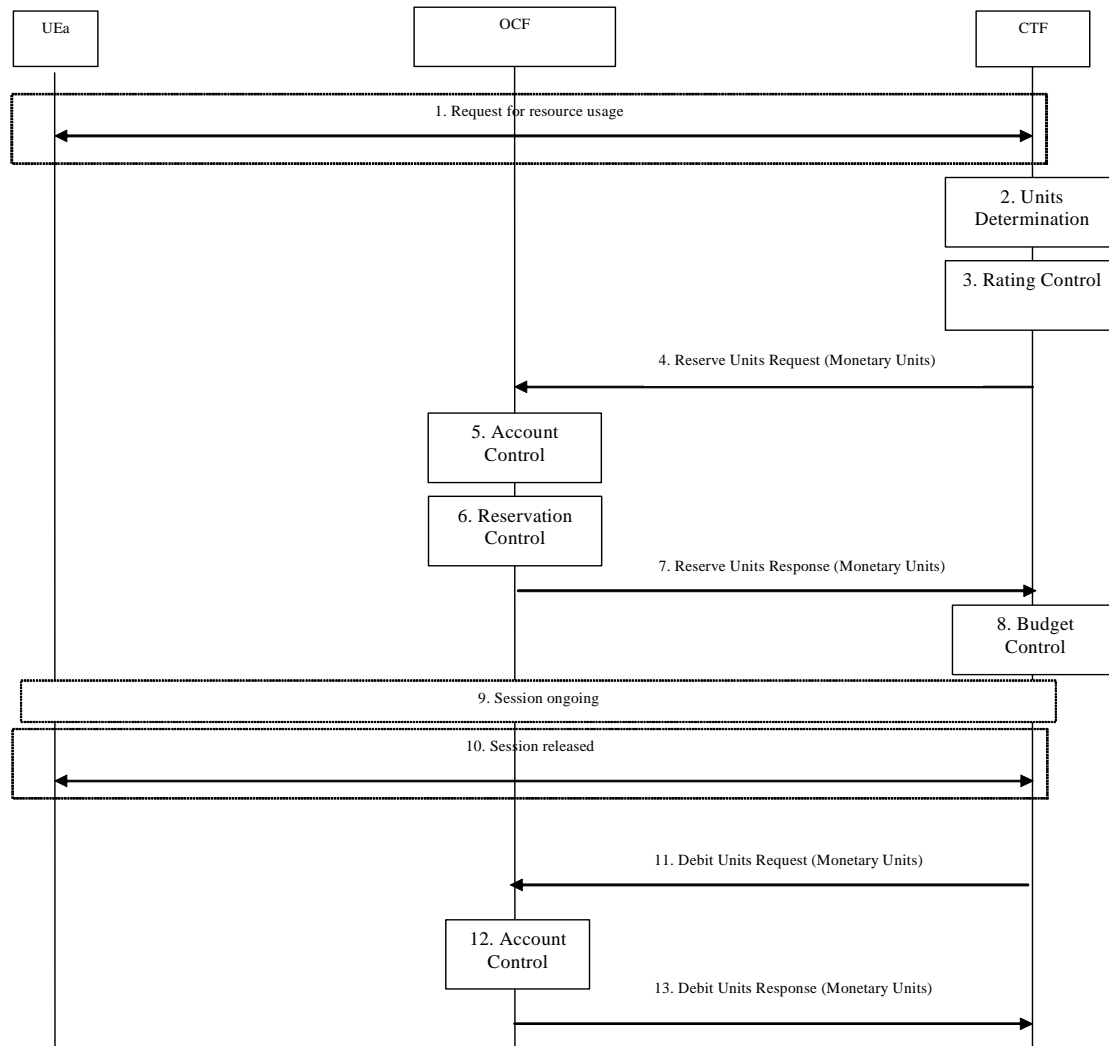 UEa
OCF
CTF
1. Request for resource usage
2. Units
Determination
3. Rating Control
4. Reserve Units Request (Monetary Units)
5. Account
Control
6. Reservation
Control
7. Reserve Units Response (Monetary Units)
8. Budget
Control
9. Session ongoing
10. Session released
11. Debit Units Request (Monetary Units)
12. Account
Control
13. Debit Units Response (Monetary Units)